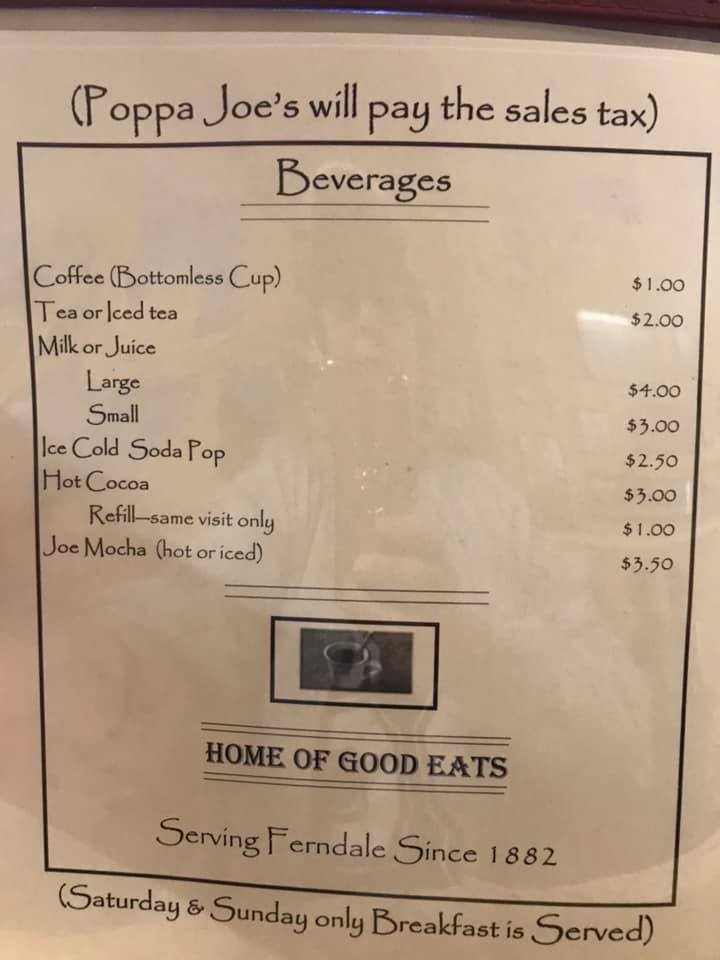 (Poppa Joe's will pay the sales tax)
Beverages
Coffee (Bottomless Cup) $1.00
Tea or Iced tea $2.00
Milk or Juice
Large $4.00
Small $3.00
Ice Cold Soda Pop $2.50
Hot Cocoa $3.00
Refill—same visit only $1.00
Joe Mocha (hot or iced) $3.50
HOME OF GOOD EATS
Serving Ferndale Since 1882
(Saturday & Sunday only Breakfast is Served)